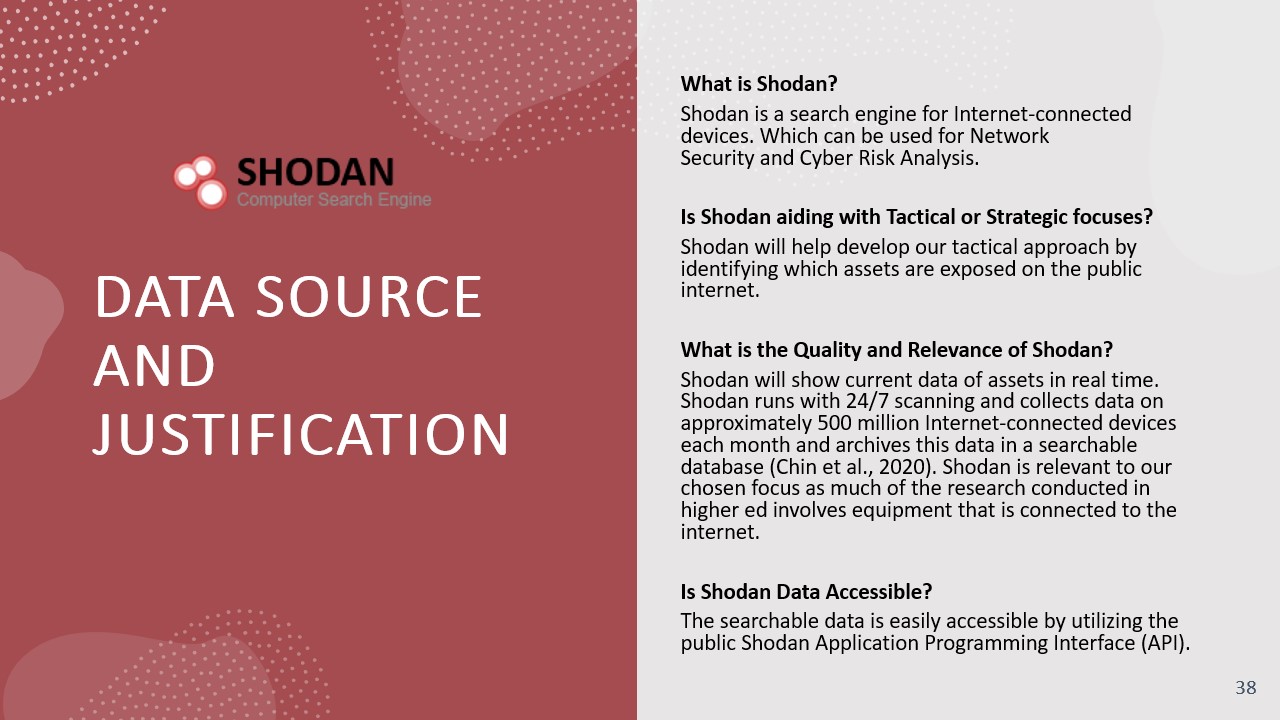 SHODAN
Computer Search Engine
DATA SOURCE
AND
JUSTIFICATION
What is Shodan?
Shodan is a search engine for Internet-connected
devices. Which can be used for Network
Security and Cyber Risk Analysis.
Is Shodan aiding with Tactical or Strategic focuses?
Shodan will help develop our tactical approach by
identifying which assets are exposed on the public
internet.
What is the Quality and Relevance of Shodan?
Shodan will show current data of assets in real time.
Shodan runs with 24/7 scanning and collects data on
approximately 500 million Internet-connected devices
each month and archives this data in a searchable
database (Chin et al., 2020). Shodan is relevant to our
chosen focus as much of the research conducted in
higher ed involves equipment that is connected to the
internet.
Is Shodan Data Accessible?
The searchable data is easily accessible by utilizing the
public Shodan Application Programming Interface (API).
38